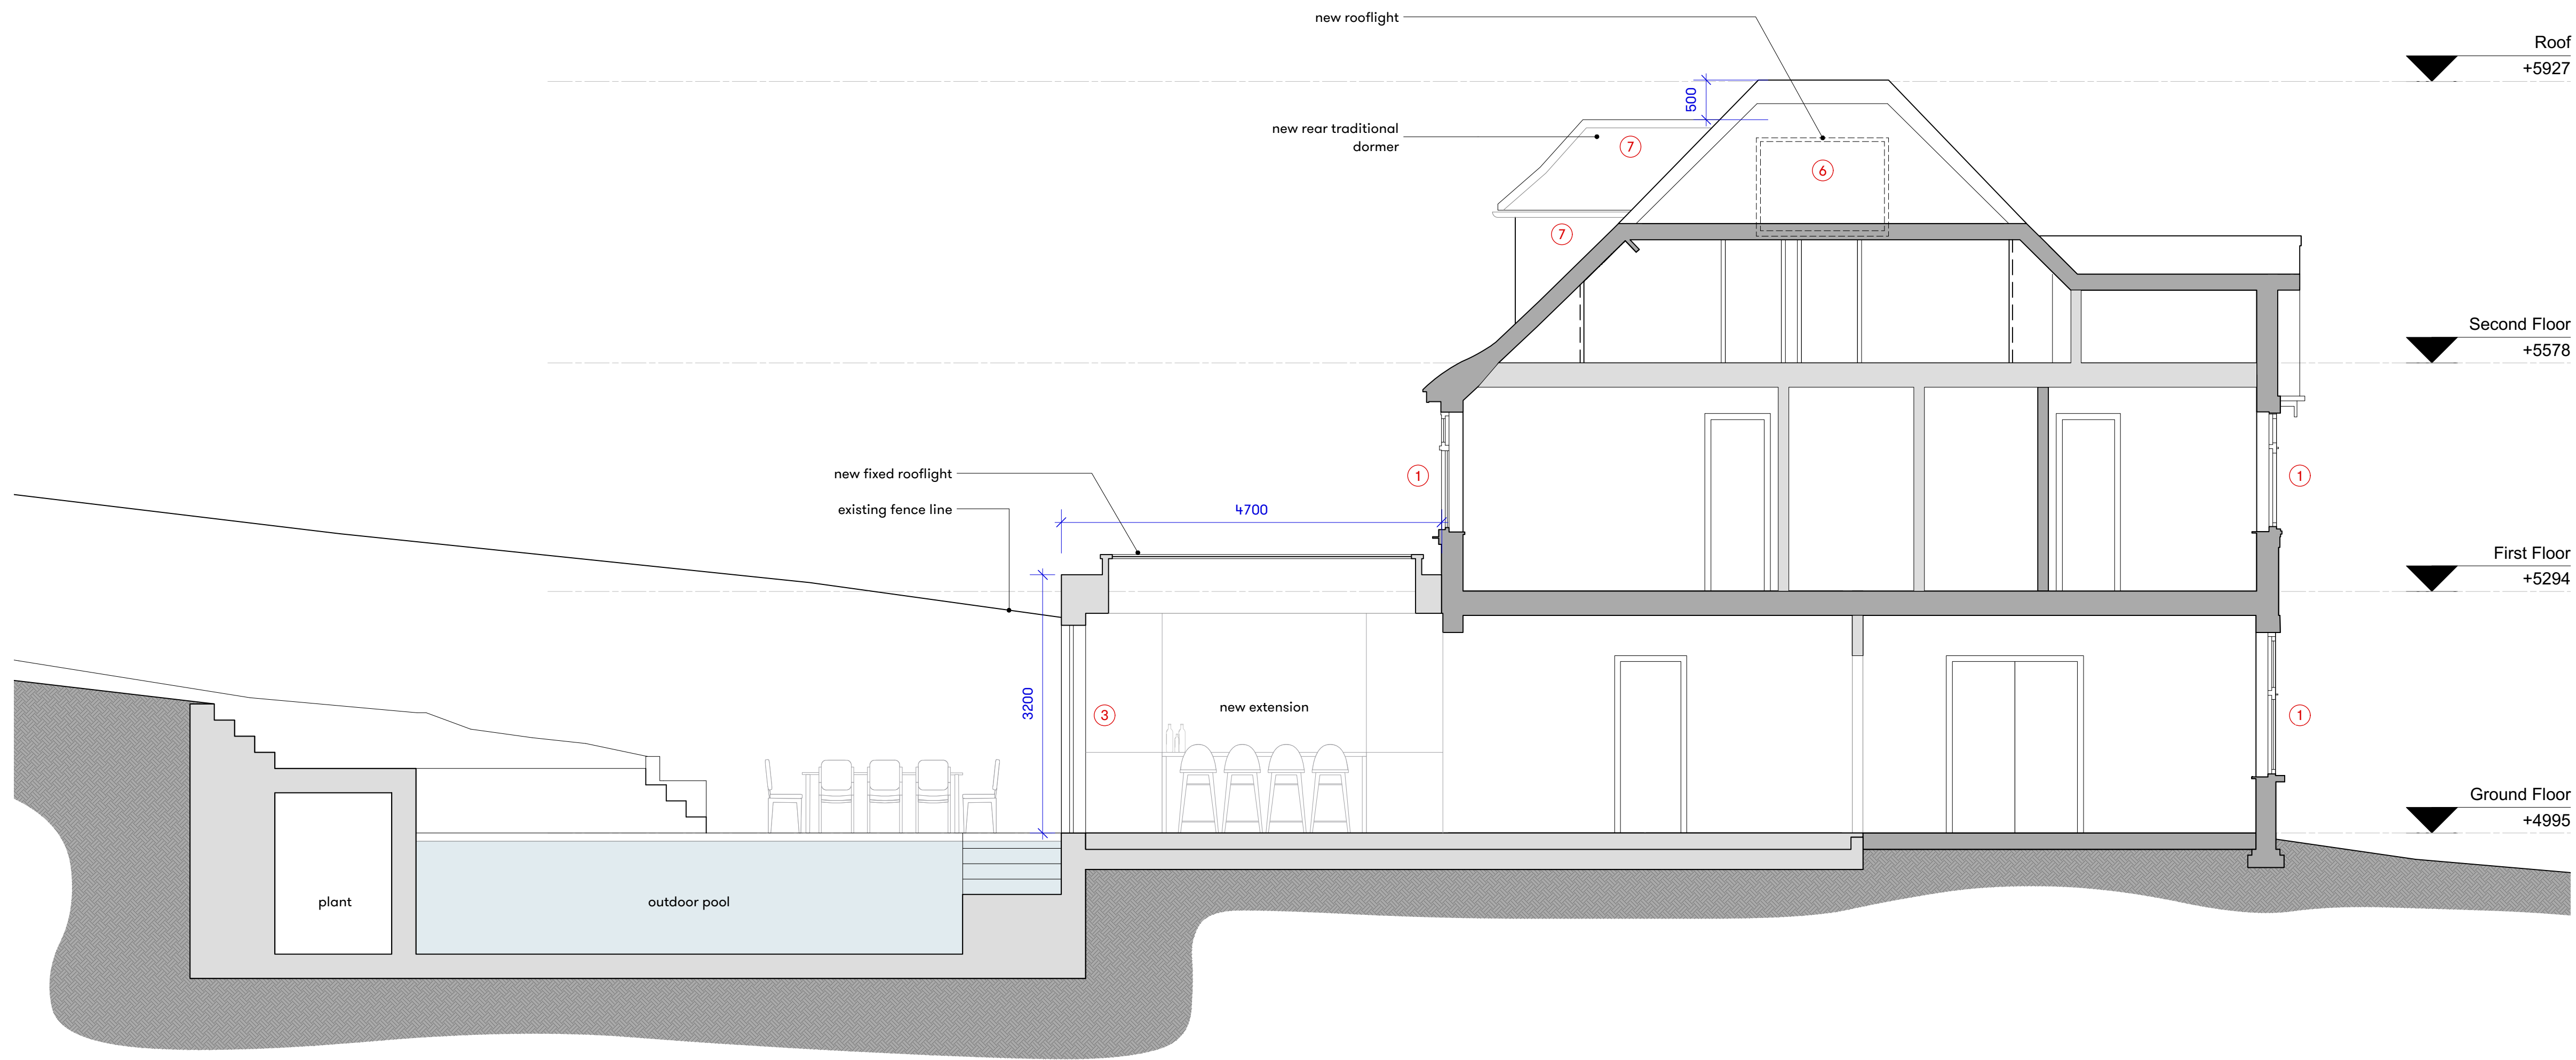 new rooflight
Roof
+5927
500
new rear traditional
dormer
7
6
7
Second Floor
+5578
new fixed rooflight
1
1
existing fence line
4700
First Floor
+5294
3200
new extension
3
1
Ground Floor
+4995
plant
outdoor pool